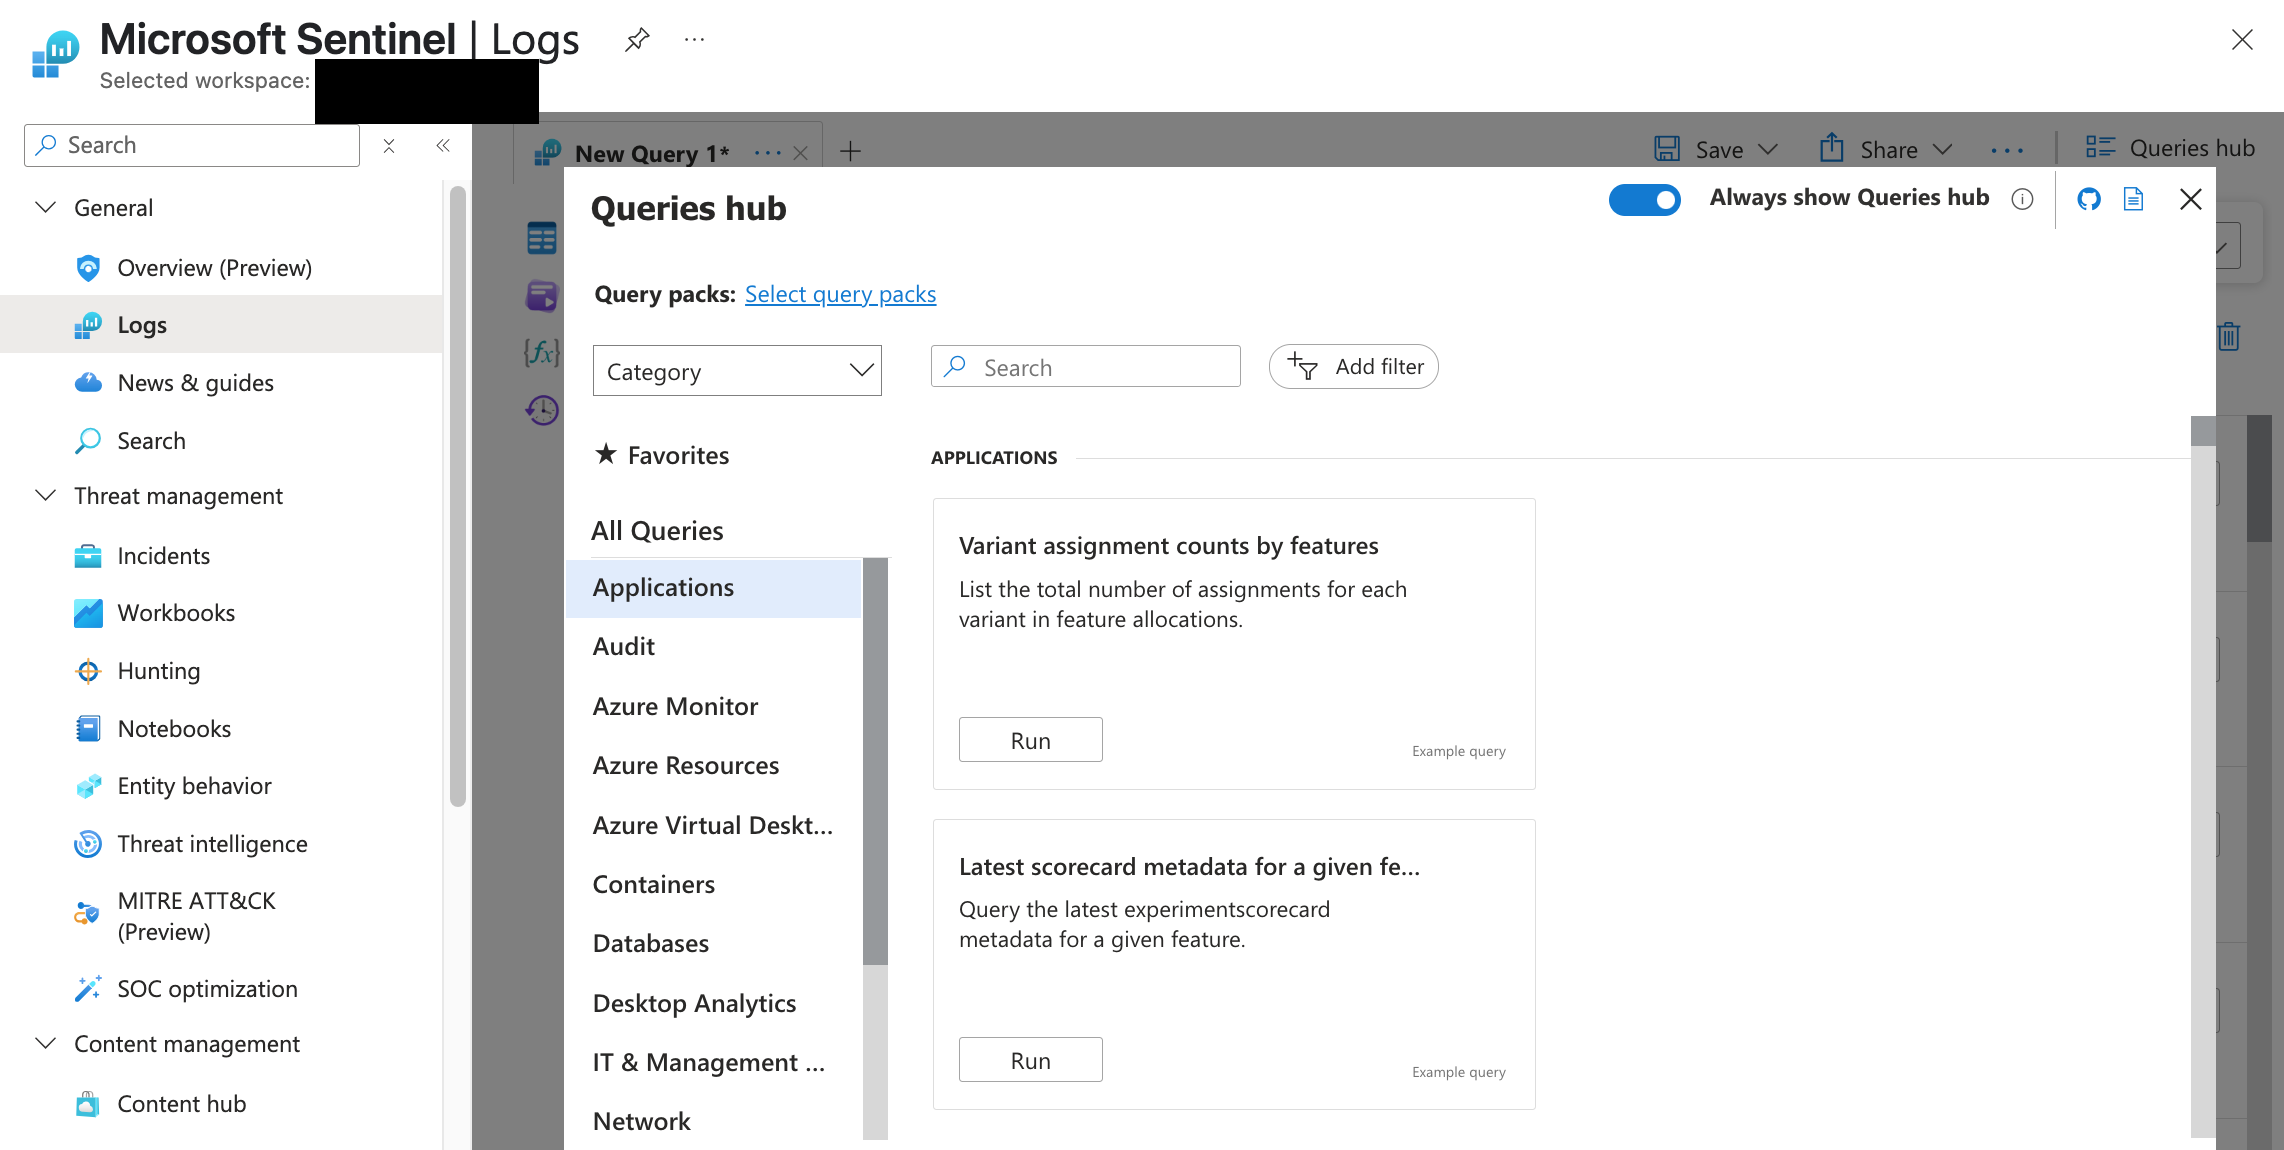 Microsoft Sentinel | Logs
Selected workspace:
Search
General
Overview (Preview)
Logs
News & guides
Search
Threat management
Incidents
Workbooks
Hunting
Notebooks
Entity behavior
Threat intelligence
MITRE ATT&CK
(Preview)
SOC optimization
Content management
Content hub
New Query 1*
Save
Share
Queries hub
Queries hub
Always show Queries hub
Query packs: Select query packs
Category
Search
Add filter
Favorites
All Queries
Applications
Audit
Azure Monitor
Azure Resources
Azure Virtual Deskt...
Containers
Databases
Desktop Analytics
IT & Management ...
Network
APPLICATIONS
Variant assignment counts by features
List the total number of assignments for each
variant in feature allocations.
Run
Example query
Latest scorecard metadata for a given fe...
Query the latest experimentscorecard
metadata for a given feature.
Run
Example query